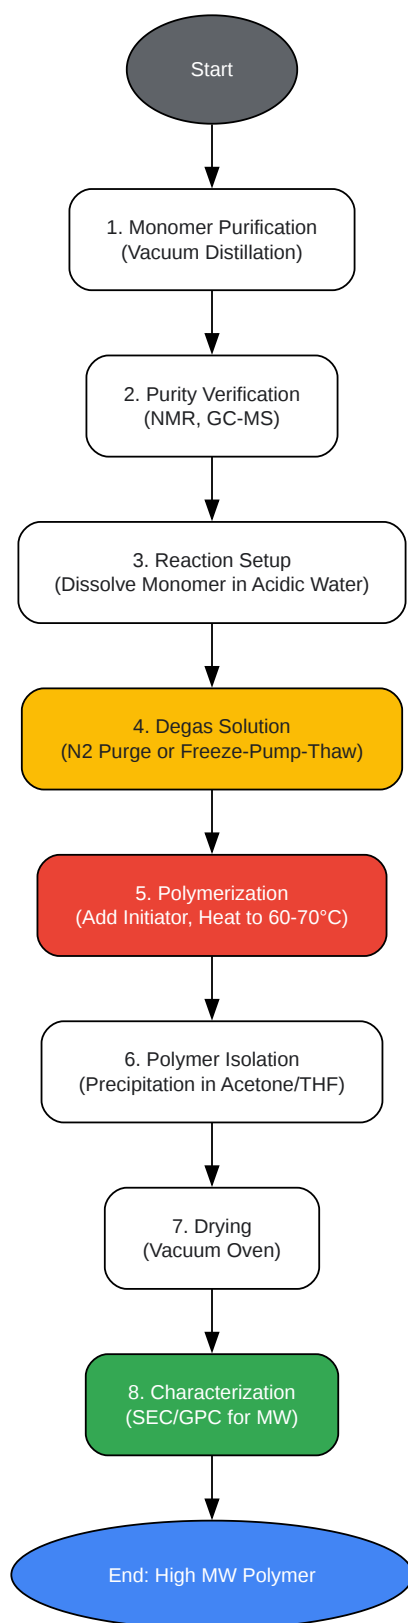 Start
1. Monomer Purification
(Vacuum Distillation)
2. Purity Verification
(NMR, GC-MS)
3. Reaction Setup
(Dissolve Monomer in Acidic Water)
4. Degas Solution
(N2 Purge or Freeze-Pump-Thaw)
5. Polymerization
(Add Initiator, Heat to 60-70°C)
6. Polymer Isolation
(Precipitation in Acetone/THF)
7. Drying
(Vacuum Oven)
8. Characterization
(SEC/GPC for MW)
End: High MW Polymer